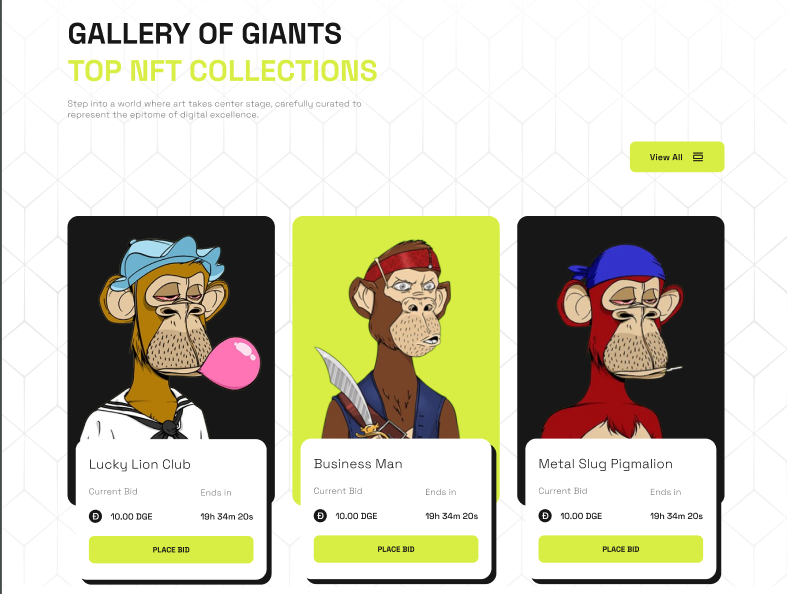 GALLERY OF GIANTS
TOP NFT COLLECTIONS
Step into a world where art takes center stage, carefully curated to
represent the epitome of digital excellence.
View All
Lucky Lion Club
Current Bid Ends in
10.00 DGE 19h 34m 20s
PLACE BID
Business Man
Current Bid Ends in
10.00 DGE 19h 34m 20s
PLACE BID
Metal Slug Pigmalion
Current Bid Ends in
10.00 DGE 19h 34m 20s
PLACE BID